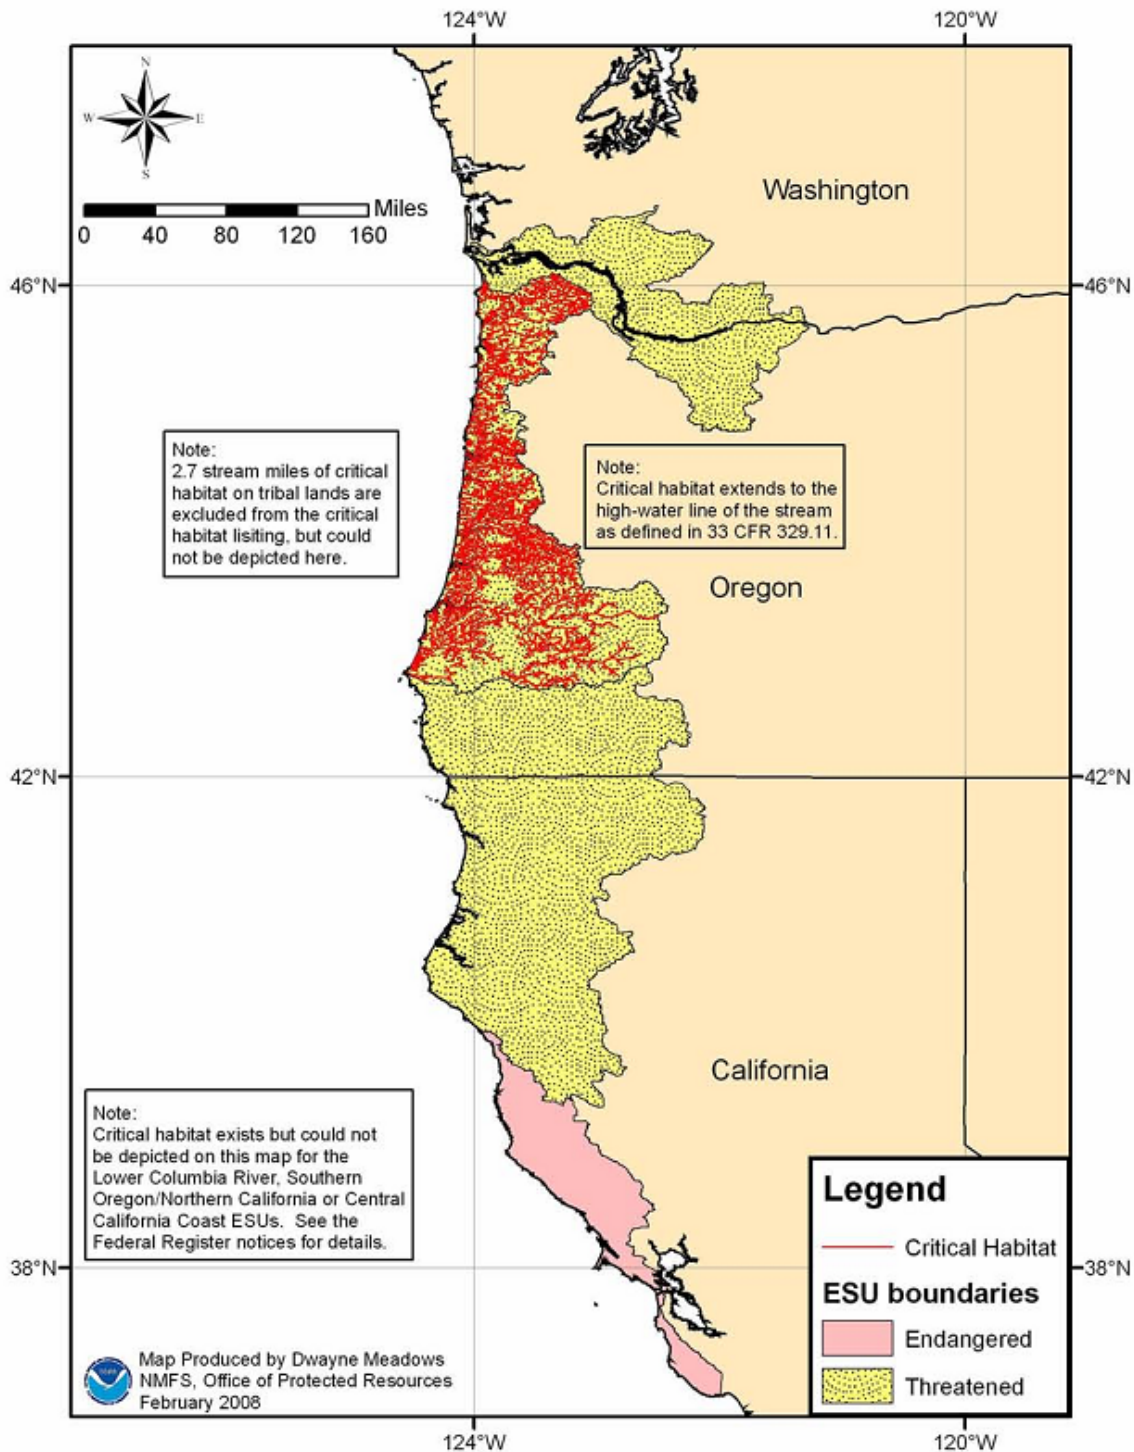 124°W
120°W
N
W
E
S
Washington
Miles
0
40
80
120
160
46°N
46°N
Note:
2.7 stream miles of critical
habitat on tribal lands are
excluded from the critical
habitat lisiting, but could
not be depicted here.
Note:
Critical habitat extends to the
high-water line of the stream
as defined in 33 CFR 329.11.
Oregon
42°N
42°N
California
Note:
Critical habitat exists but could not
be depicted on this map for the
Lower Columbia River, Southern
Oregon/Northern California or Central
California Coast ESUs. See the
Federal Register notices for details.
Legend
Critical Habitat
ESU boundaries
Endangered
Threatened
38°N
38°N
Map Produced by Dwayne Meadows
NMFS, Office of Protected Resources
February 2008
124°W
120°W